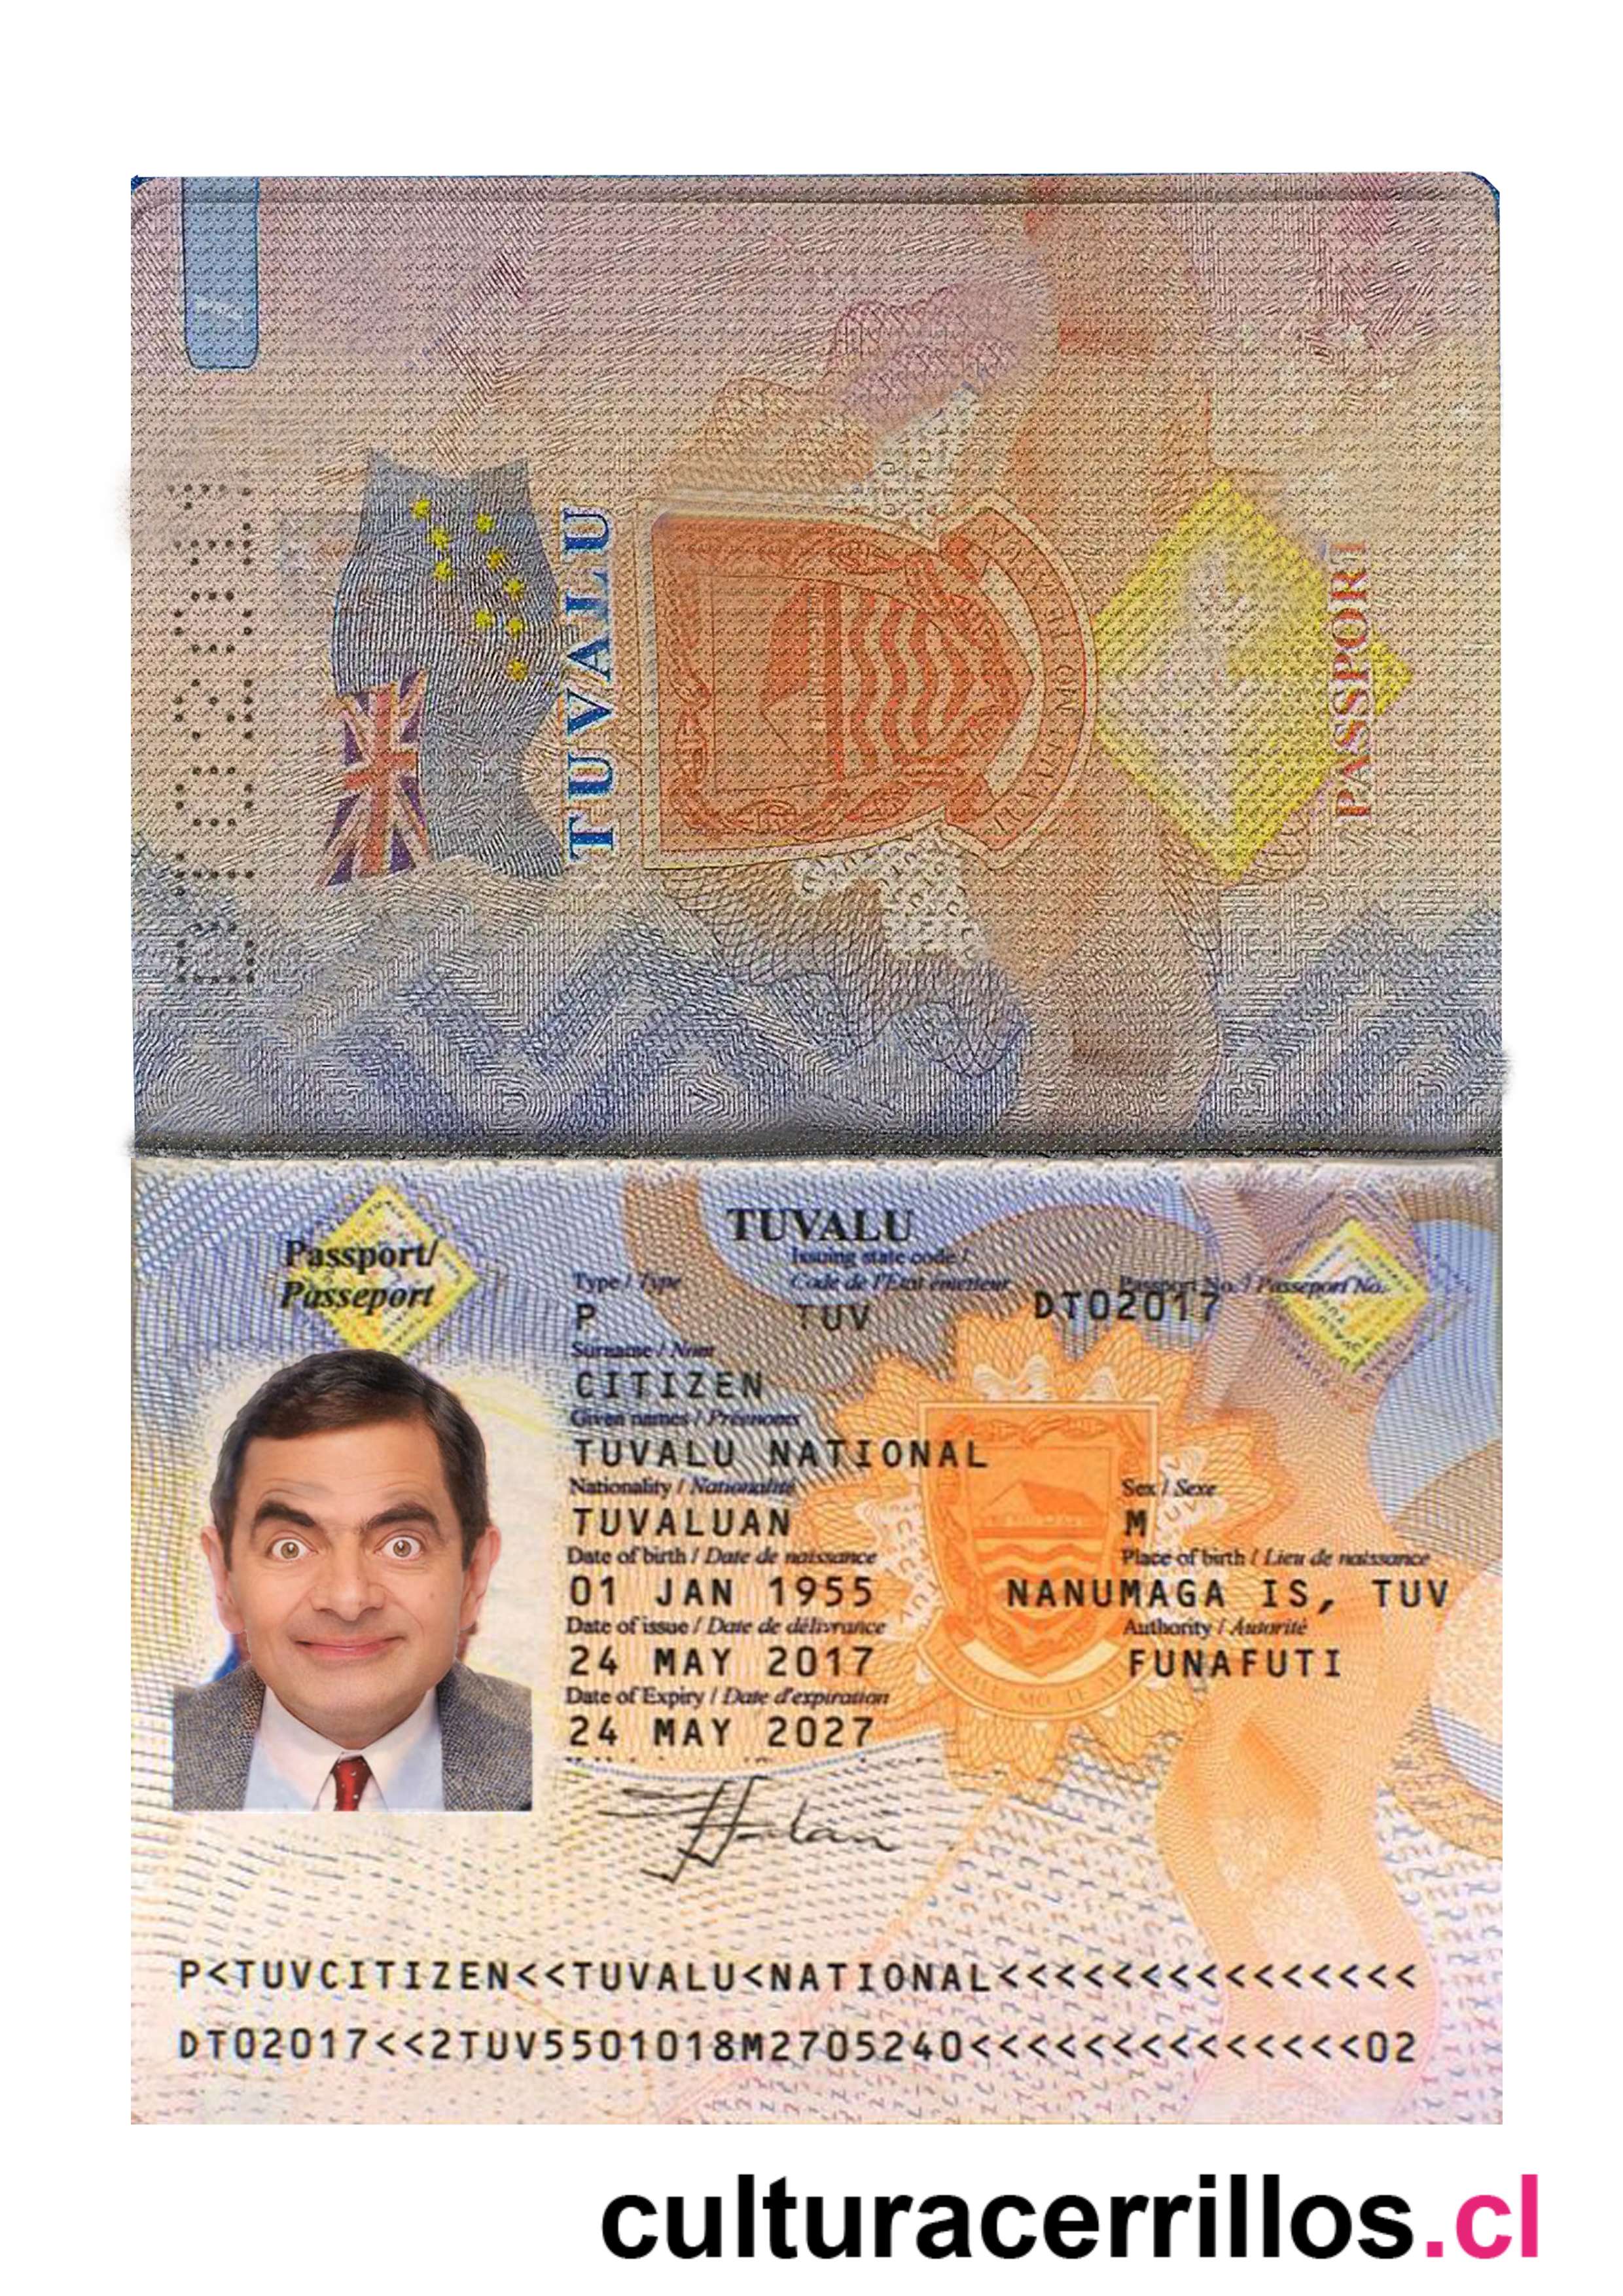 TUVALU
PASSPORT
TUVALU
Passport/
Passeport
Type / Type
Issuing state code /
Code de l'Etat émetteur
Passport No. / Passeport No.
P
TUV
DT02017
Surname / Nom
CITIZEN
Given names / Préenoms
TUVALU NATIONAL
Nationality / Nationalité
Sex / Sexe
TUVALUAN
M
Date of birth / Date de naissance
Place of birth / Lieu de naissance
01 JAN 1955
NANUMAGA IS, TUV
Date of issue / Date de délivrance
Authority / Autorité
24 MAY 2017
FUNAFUTI
Date of Expiry / Date d'expiration
24 MAY 2027
P<TUVCITIZEN<<TUVALU<NATIONAL<<<<<<<<<<<<<<<
DT02017<<2TUV5501018M2705240<<<<<<<<<<<<<<02
culturacerrillos.cl